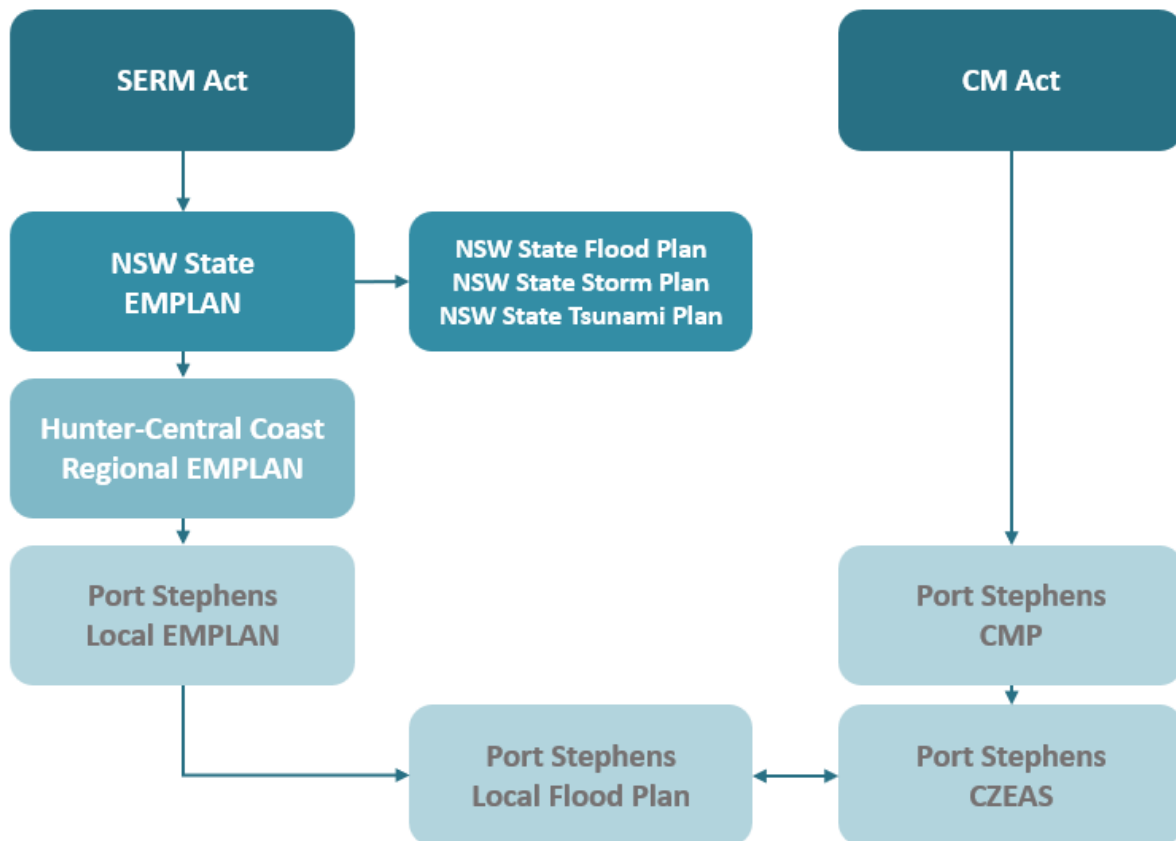 SERM Act
CM Act
NSW State
EMPLAN
NSW State Flood Plan
NSW State Storm Plan
NSW State Tsunami Plan
Hunter-Central Coast
Regional EMPLAN
Port Stephens
Local EMPLAN
Port Stephens
CMP
Port Stephens
Local Flood Plan
Port Stephens
CZEAS